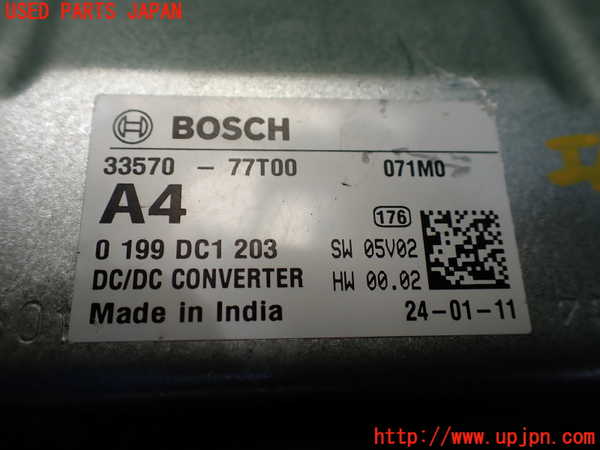 USED PARTS JAPAN
BOSCH
33570 - 77T00 071M0
A4 176
0 199 DC1 203 SW 05V02
DC/DC CONVERTER HW 00.02
Made in India 24-01-11
http://www.upjpn.com